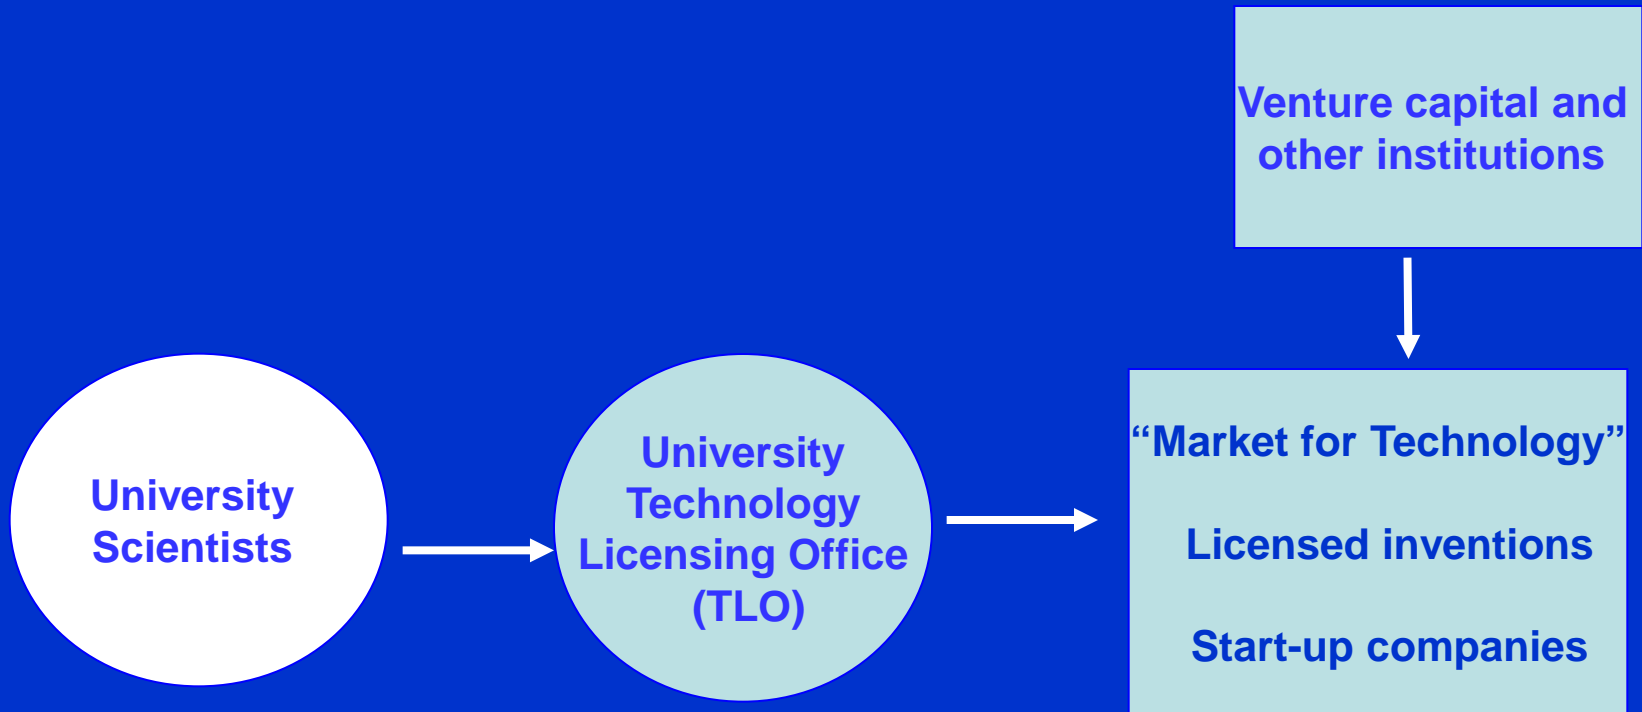 Venture capital and
other institutions
University
Scientists
University
Technology
Licensing Office
(TLO)
“Market for Technology”
Licensed inventions
Start-up companies